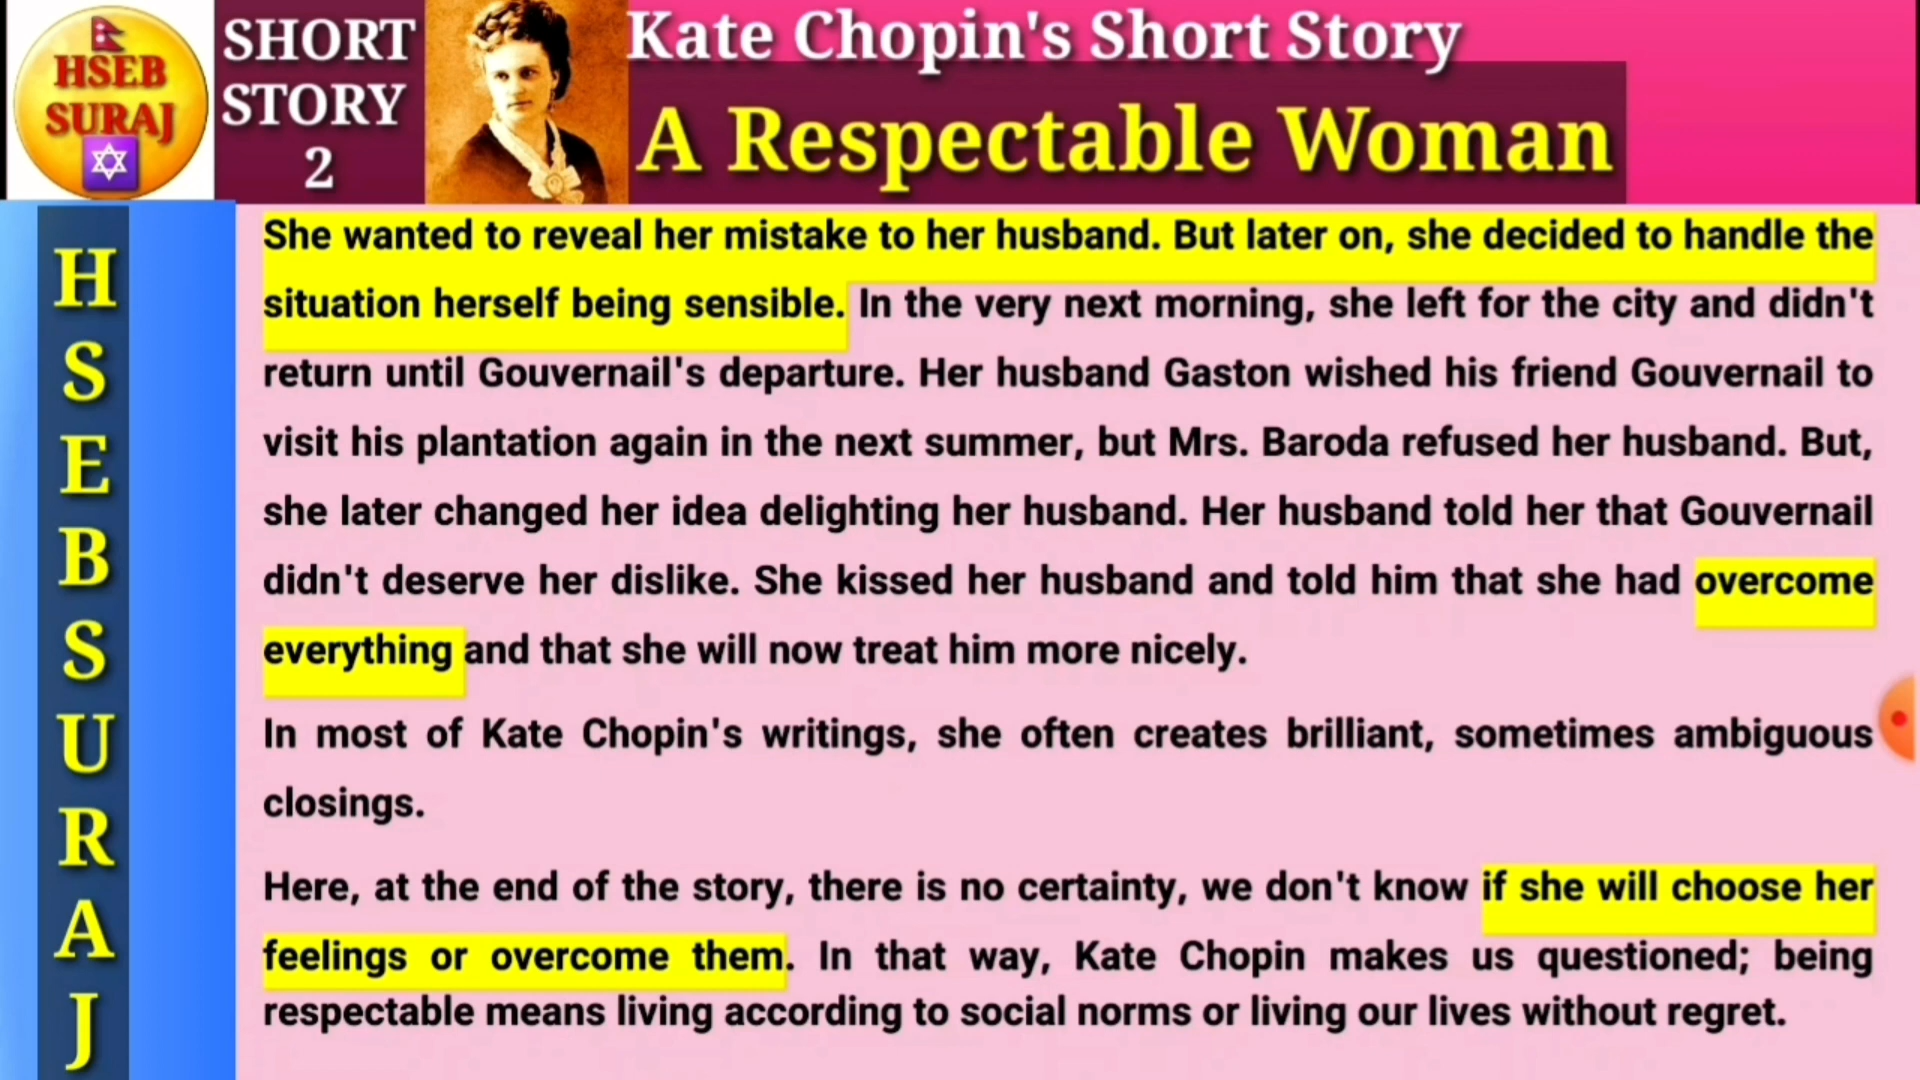 HSEB
SURAJ
SHORT
STORY
2
Kate Chopin's Short Story
A Respectable Woman
H
S
E
B
S
U
R
A
J
She wanted to reveal her mistake to her husband. But later on, she decided to handle the
situation herself being sensible. In the very next morning, she left for the city and didn't
return until Gouvernail's departure. Her husband Gaston wished his friend Gouvernail to
visit his plantation again in the next summer, but Mrs. Baroda refused her husband. But,
she later changed her idea delighting her husband. Her husband told her that Gouvernail
didn't deserve her dislike. She kissed her husband and told him that she had overcome
everything and that she will now treat him more nicely.
In most of Kate Chopin's writings, she often creates brilliant, sometimes ambiguous
closings.
Here, at the end of the story, there is no certainty, we don't know if she will choose her
feelings or overcome them. In that way, Kate Chopin makes us questioned; being
respectable means living according to social norms or living our lives without regret.